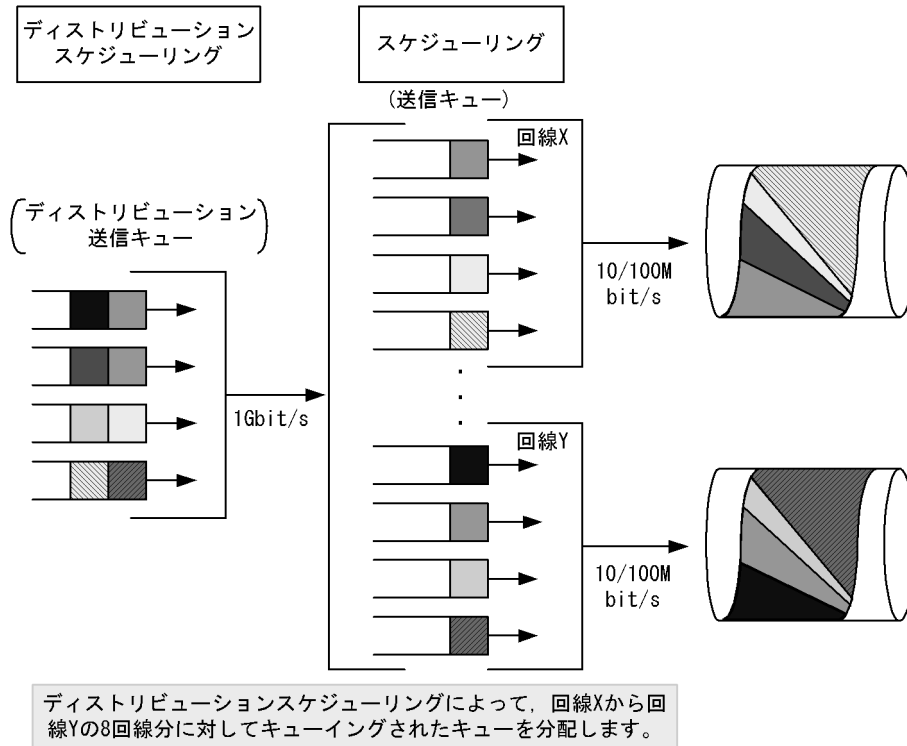 ディストリビューション
スケジューリング
スケジューリング
(送信キュー)
回線X
ディストリビューション
送信キュー
10/100M
bit/s
1Gbit/s
回線Y
10/100M
bit/s
ディストリビューションスケジューリングによって，回線Xから回
線Yの8回線分に対してキューイングされたキューを分配します。